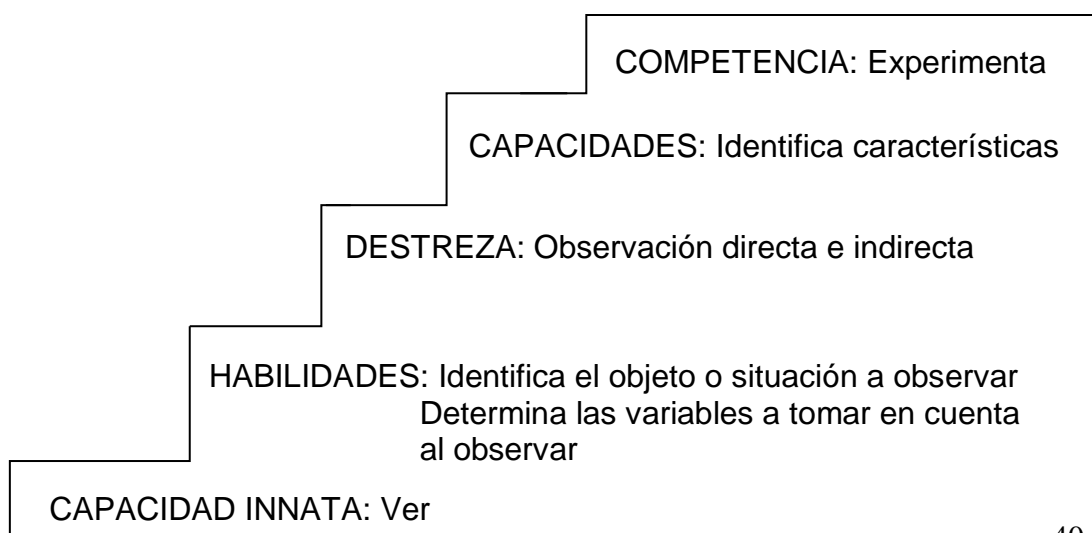 COMPETENCIA: Experimenta
CAPACIDADES: Identifica características
DESTREZA: Observación directa e indirecta
HABILIDADES: Identifica el objeto o situación a observar
Determina las variables a tomar en cuenta
al observar
CAPACIDAD INNATA: Ver